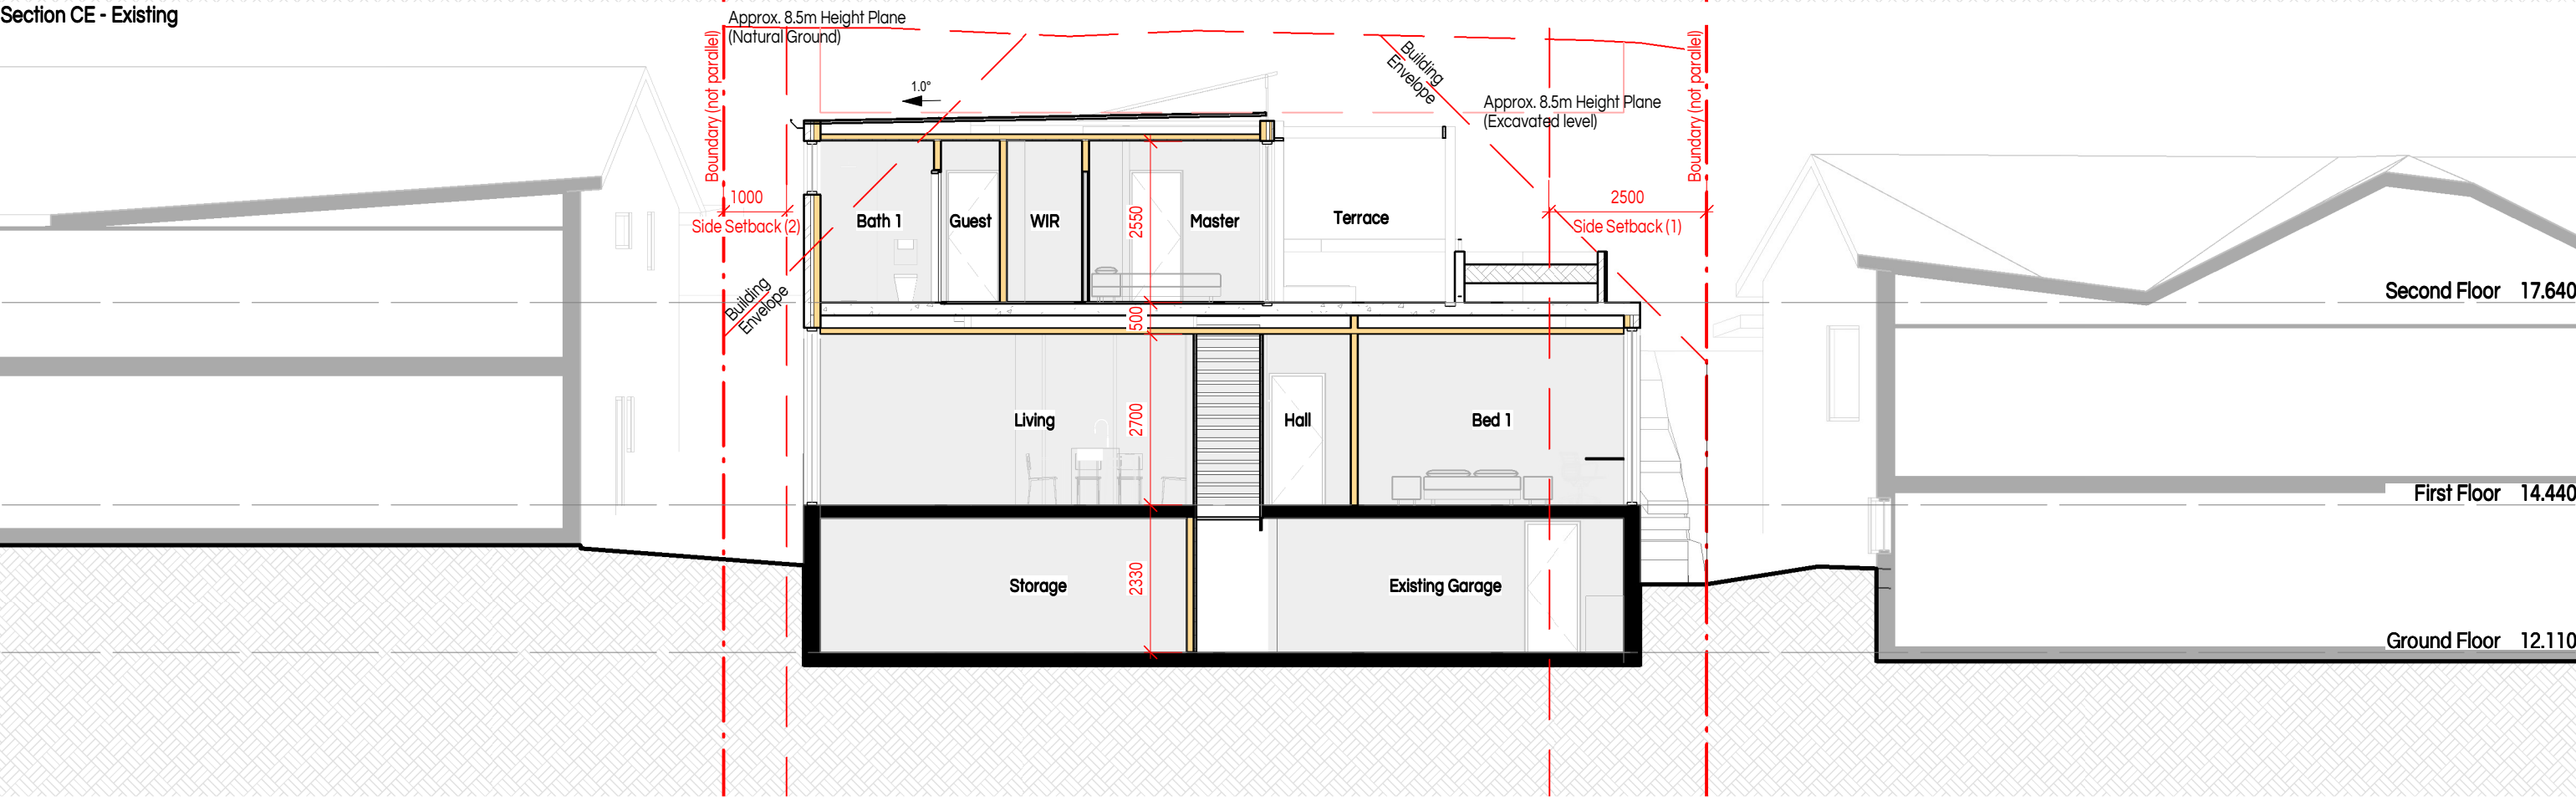 Section CE - Existing
Approx. 8.5m Height Plane
(Natural Ground)
Boundary (not parallel)
Building
Envelope
Boundary (not parallel)
1.0°
Approx. 8.5m Height Plane
(Excavated level)
1000
Side Setback (2)
2500
Side Setback (1)
Bath 1
Guest
WIR
2550
Master
Terrace
Building
Envelope
Second Floor 17.640
500
Living
2700
Hall
Bed 1
First Floor 14.440
Storage
2330
Existing Garage
Ground Floor 12.110